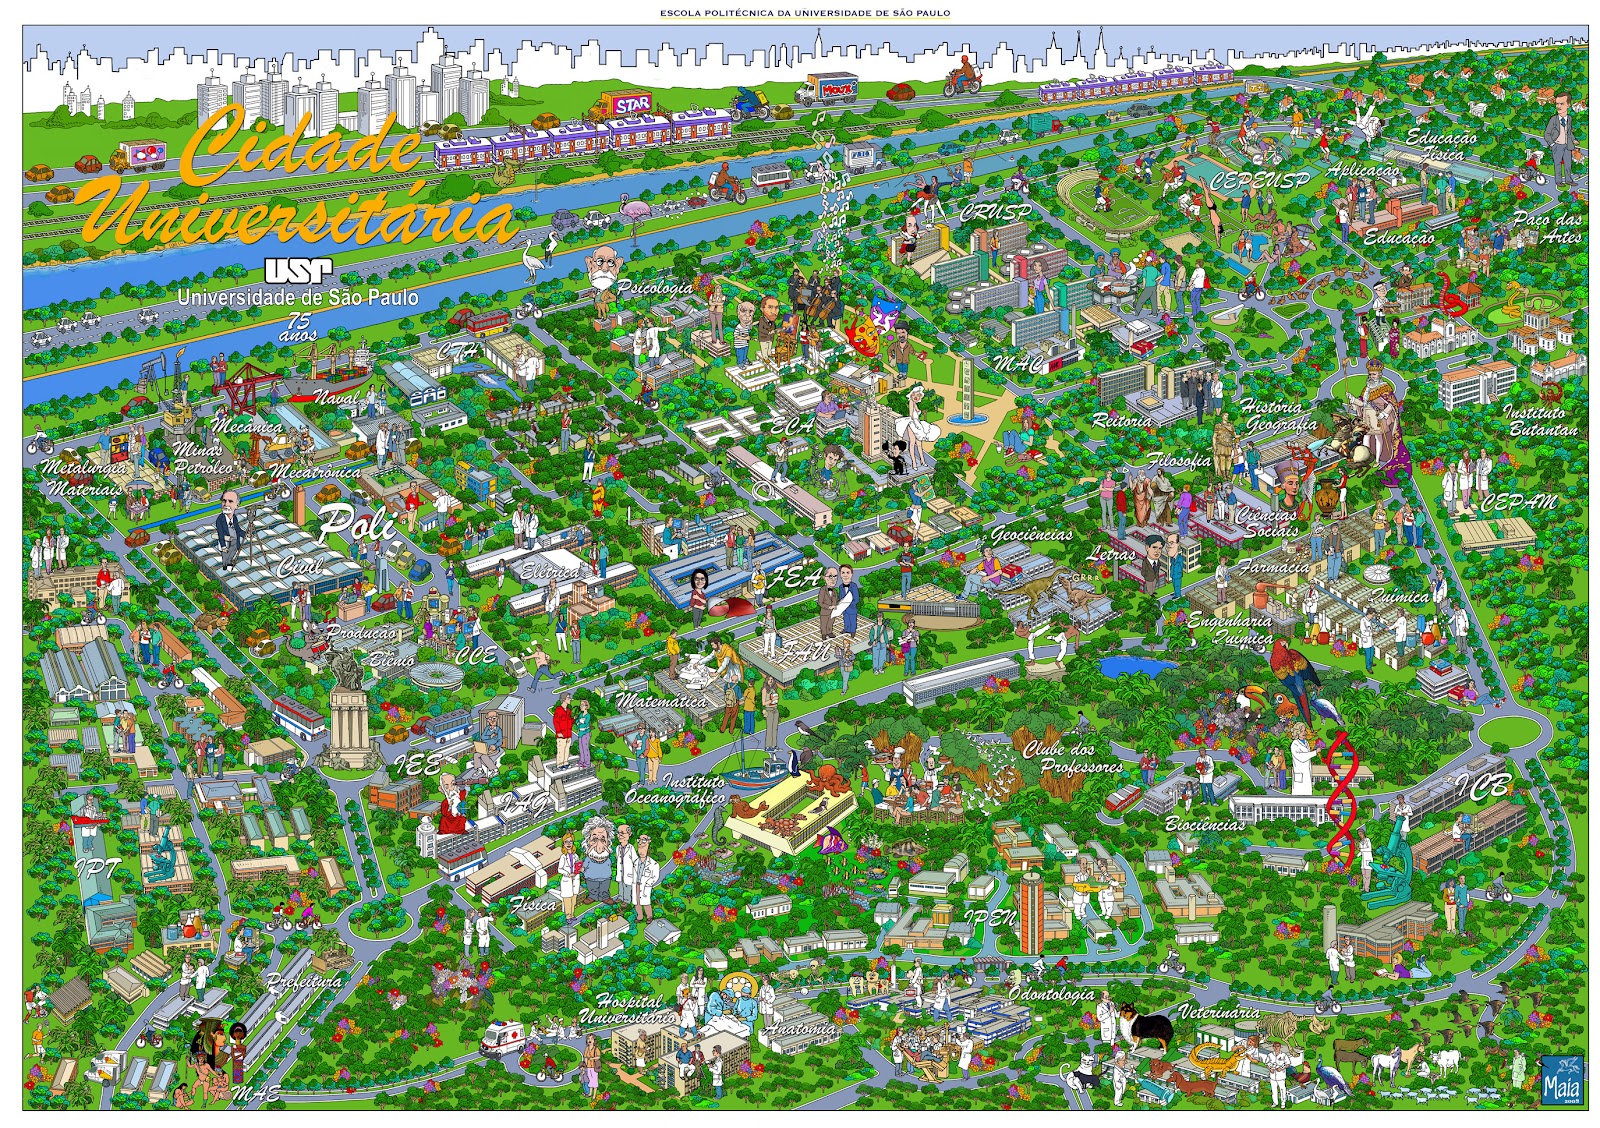 ESCOLA POLITÉCNICA DA UNIVERSIDADE DE SÃO PAULO
Cidade
Universitária
USP
Universidade de São Paulo
75
anos
STAR
MOVE
Educação
Física
Aplicação
CEPEUSP
Educação
Paço das
Artes
CRUSP
Psicologia
CTH
MAC
Naval
Mecânica
Minas
Petróleo
Mecatrônica
Metalurgia
Materiais
ECA
Reitoria
História
Geografia
Instituto
Butantan
Filosofia
CEPAM
Ciências
Sociais
Poli
Civil
Elétrica
FEA
Geociências
GRRR
Letras
Farmácia
Química
Engenharia
Química
Produção
Biênio
CCE
FAU
Matemática
IEE
IAG
Instituto
Oceanográfico
Clube dos
Professores
Biociências
ICB
IPT
Física
IPEN
Prefeitura
Hospital
Universitário
Anatomia
Odontologia
Veterinária
MAE
Maia
2008